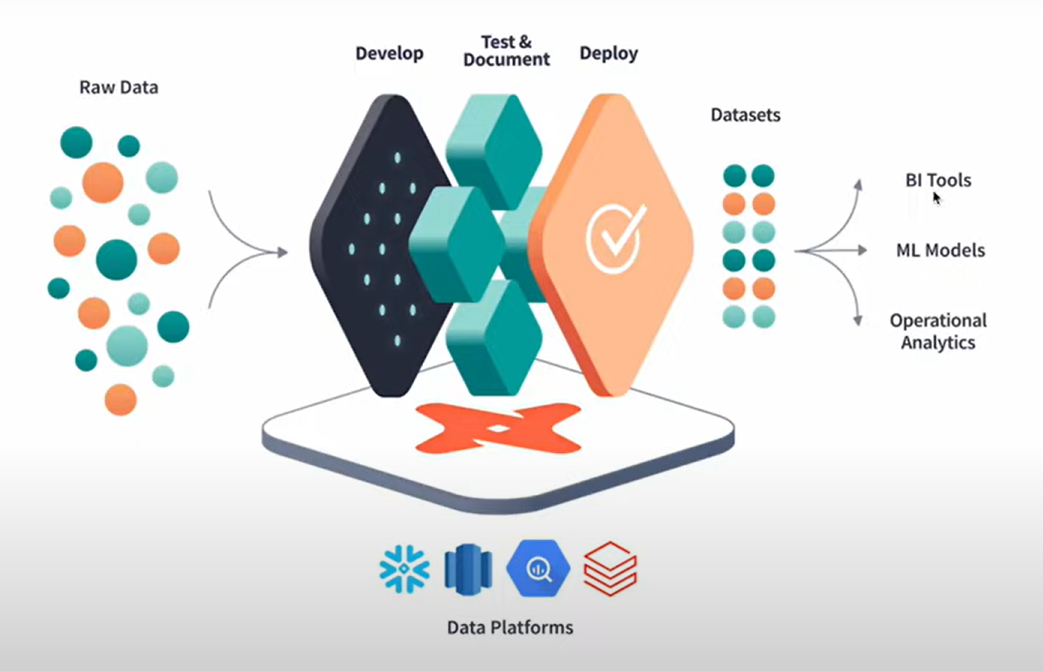 Raw Data
Develop
Test &
Document
Deploy
Datasets
BI Tools
ML Models
Operational
Analytics
Data Platforms